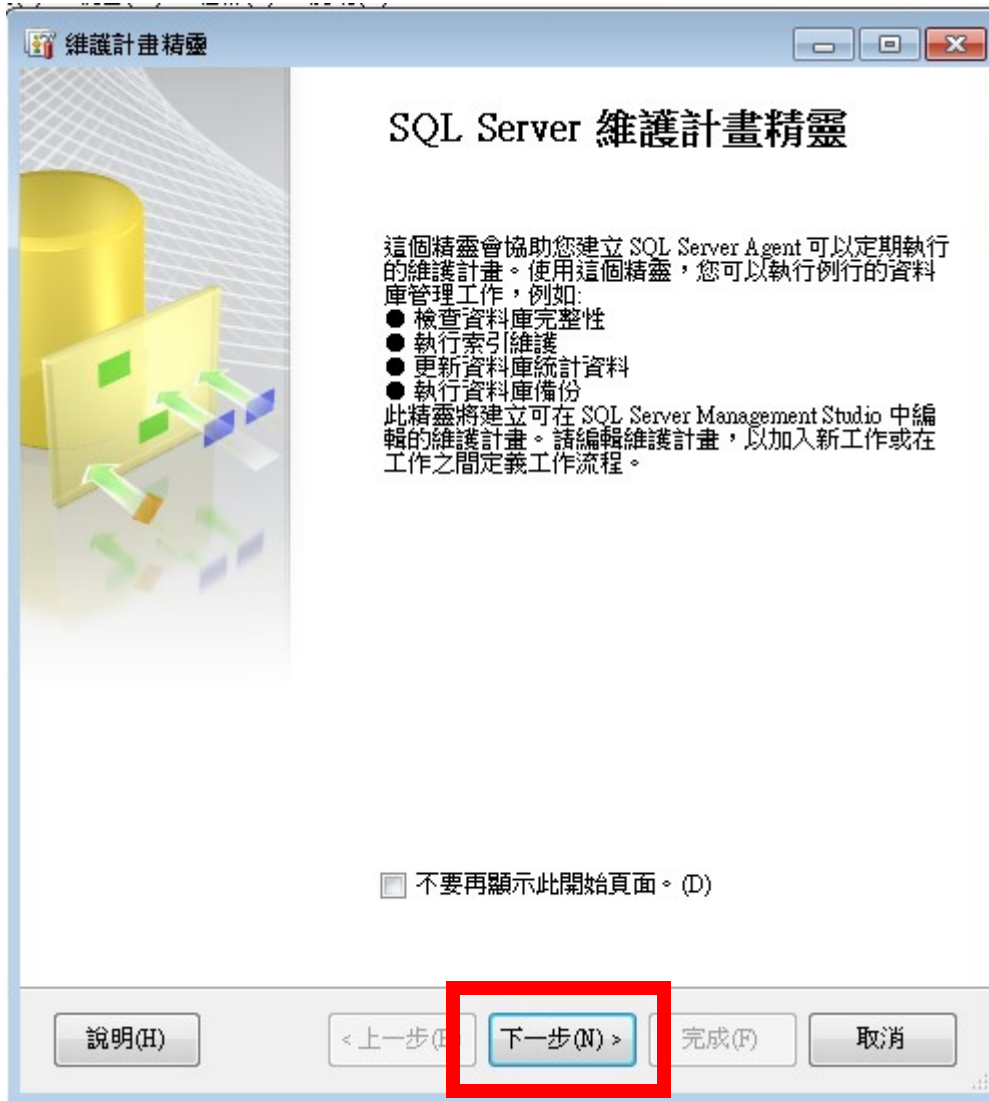 維護計畫精靈
SQL Server 維護計畫精靈
這個精靈會協助您建立 SQL Server Agent 可以定期執行
的維護計畫。使用這個精靈，您可以執行例行的資料
庫管理工作，例如:
● 檢查資料庫完整性
● 執行索引維護
● 更新資料庫統計資料
● 執行資料庫備份
此精靈將建立可在 SQL Server Management Studio 中編
輯的維護計畫。請編輯維護計畫，以加入新工作或在
工作之間定義工作流程。
不要再顯示此開始頁面。(D)
說明(H)
< 上一步(
下一步(N) >
完成(F)
取消